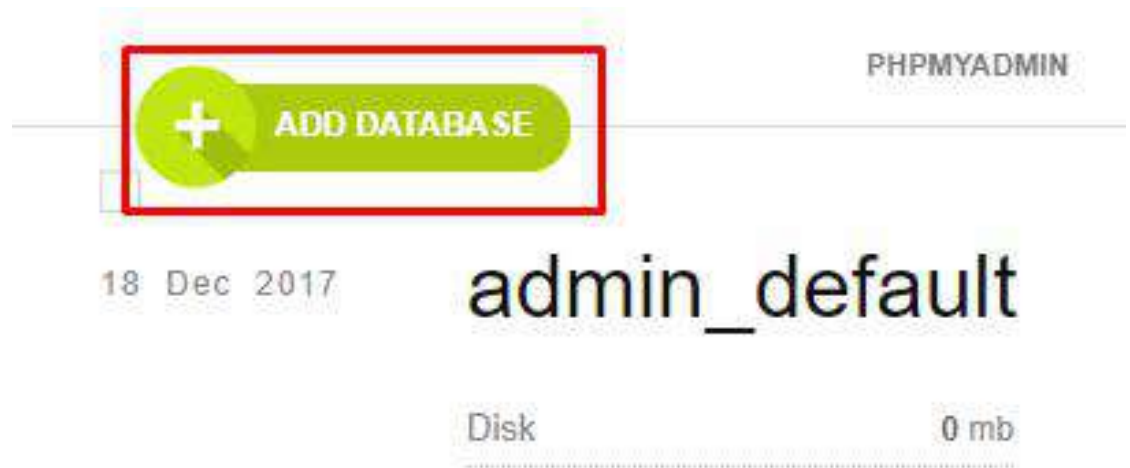 PHPMYADMIN
ADD DATABASE
18 Dec 2017
admin_default
Disk 0 mb